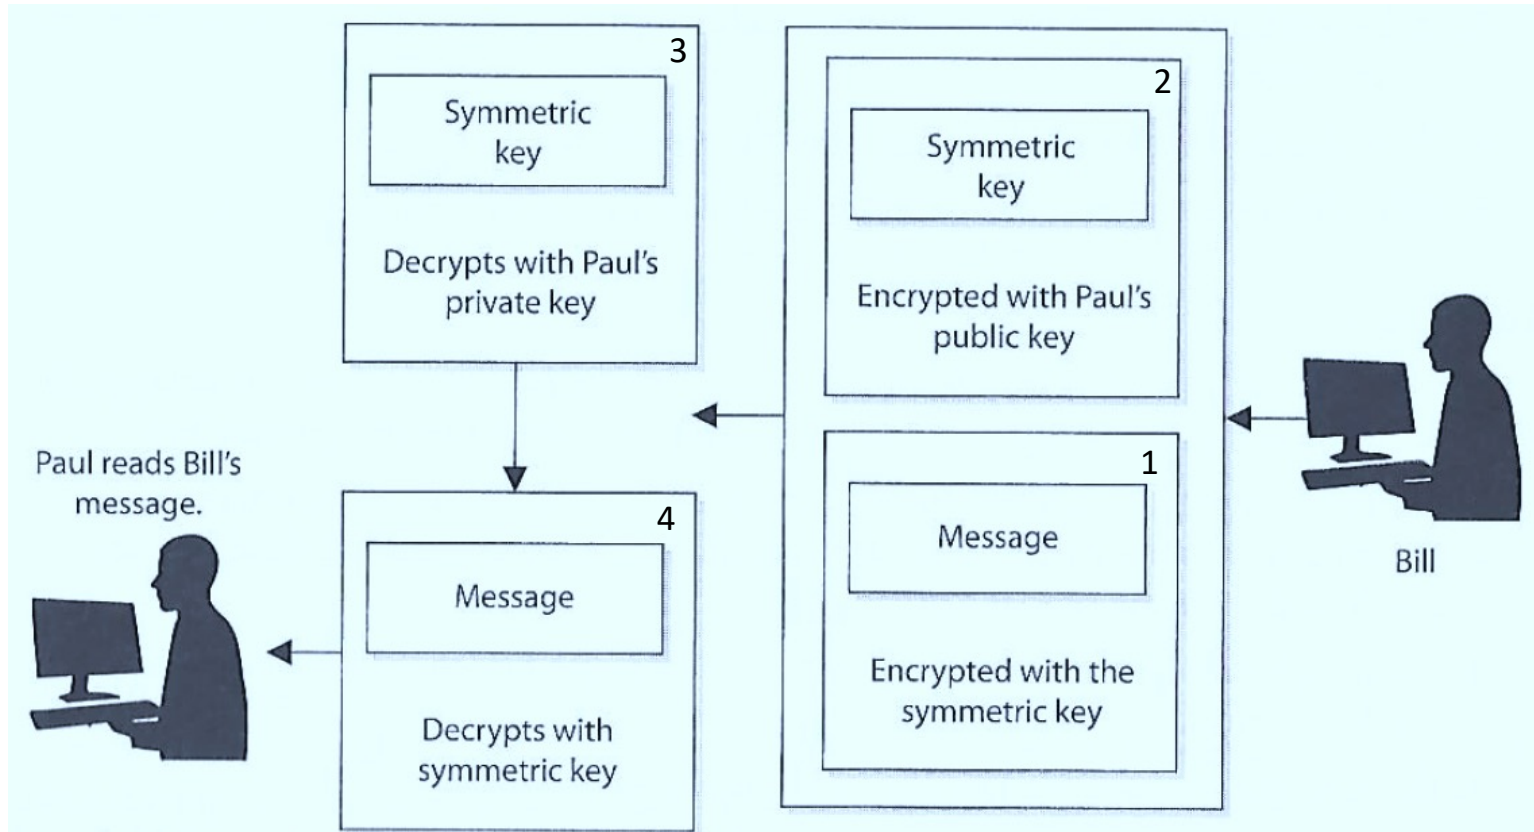 3
Symmetric
key
Decrypts with Paul's
private key
2
Symmetric
key
Encrypted with Paul's
public key
1
Message
Encrypted with the
symmetric key
Bill
4
Message
Decrypts with
symmetric key
Paul reads Bill's
message.